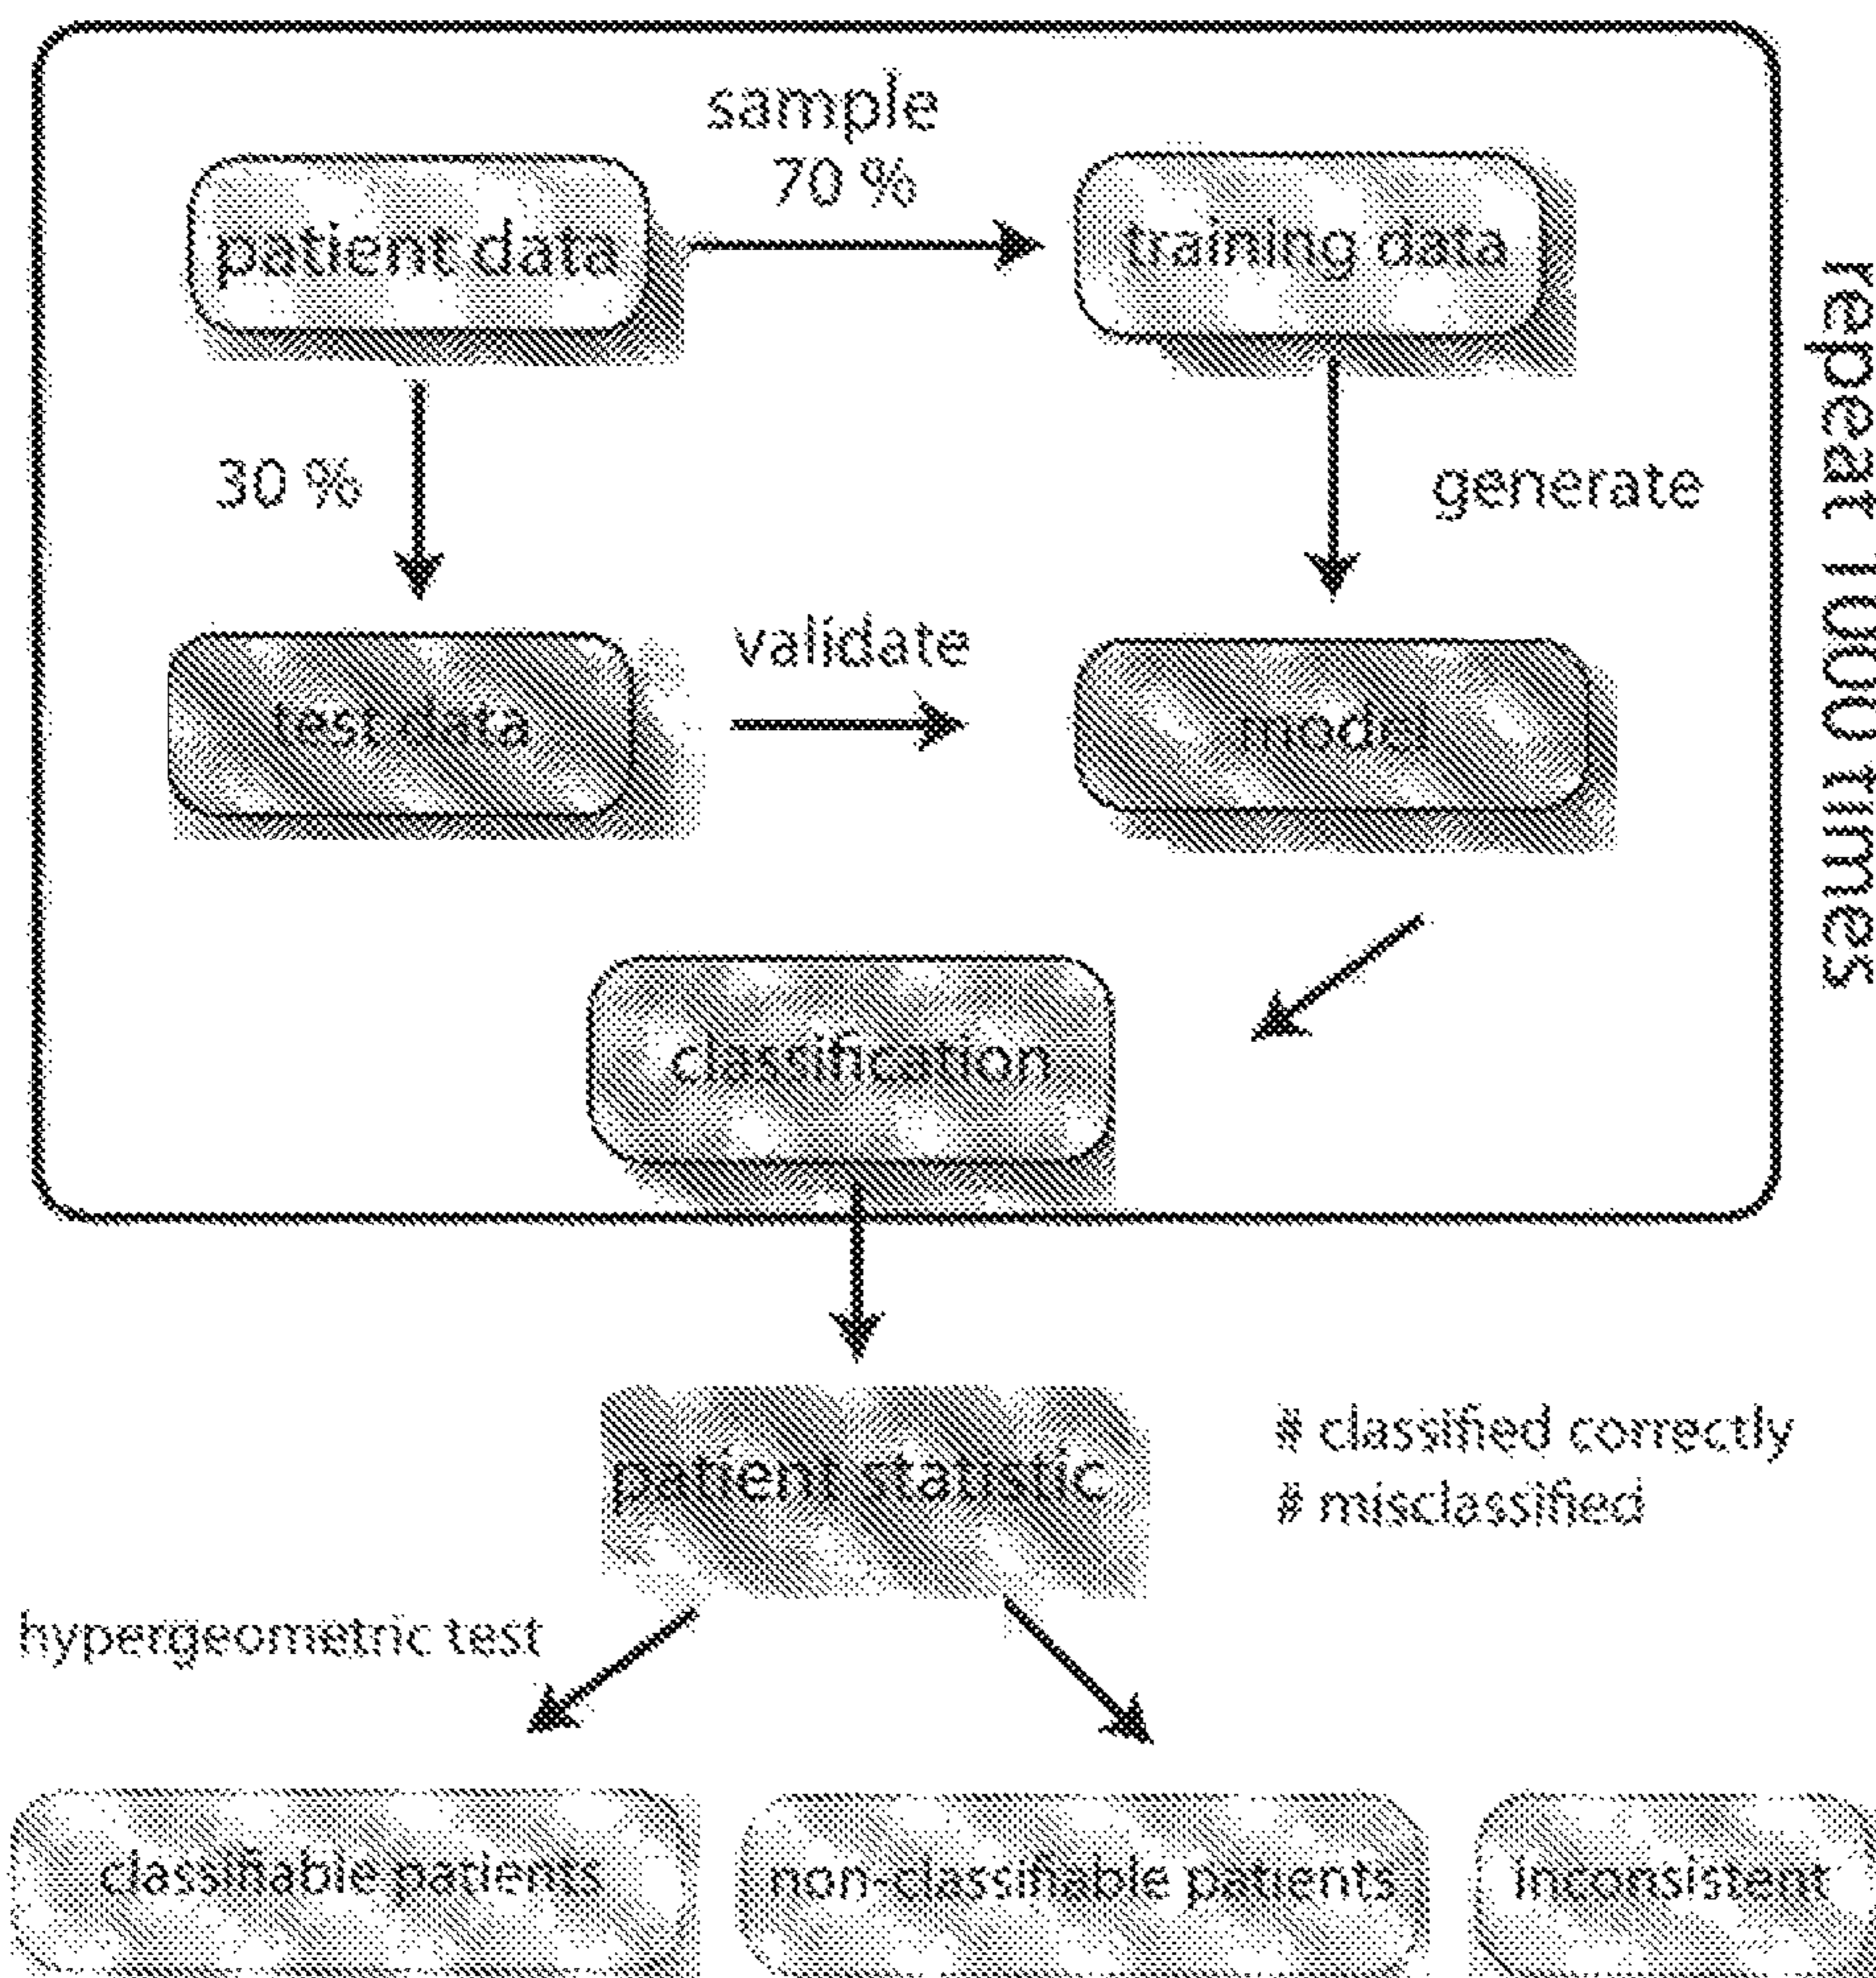 sample
70 %
patient data
training data
30 %
generate
repeat 1000 times
validate
test data
model
classification
patient statistic
# classified correctly
# misclassified
hypergeometric test
classifiable patients
non-classifiable patients
inconsistent